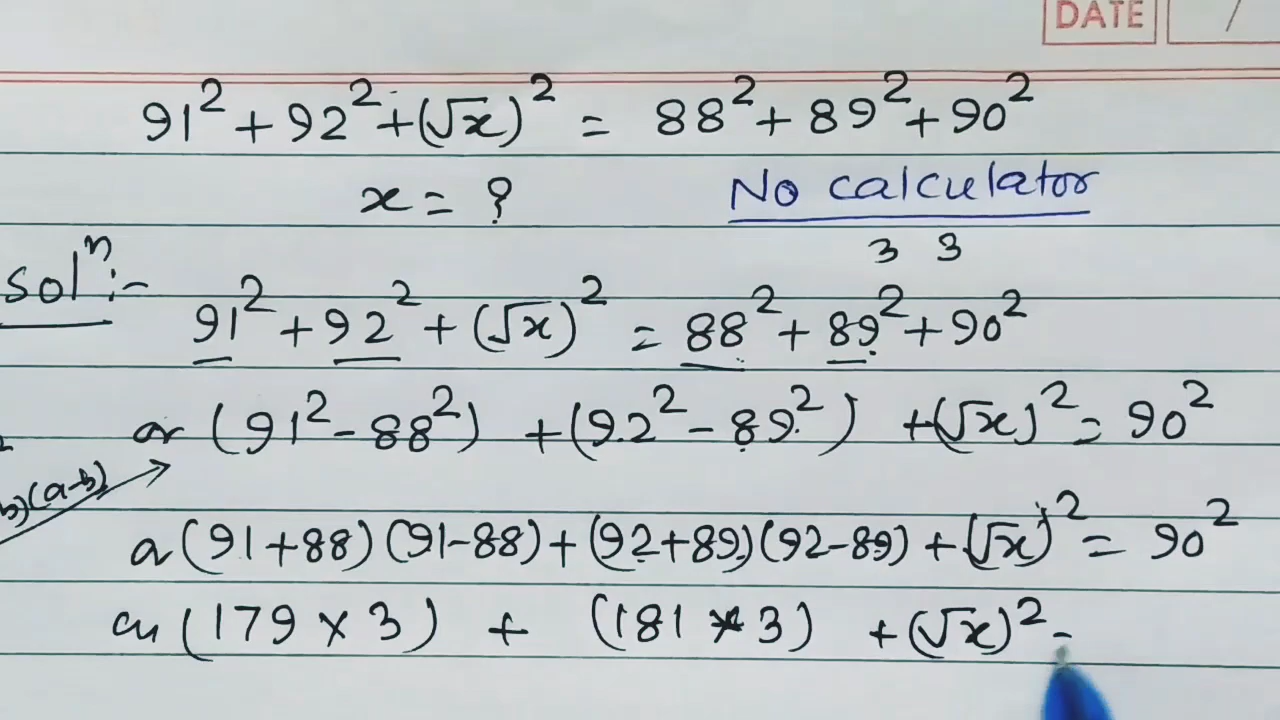 DATE /
91² + 92² + (√x)² = 88² + 89² + 90²
x = ? No calculator
3 3
Solⁿ :-
91² + 92² + (√x)² = 88² + 89² + 90²
or (91² - 88²) + (92² - 89²) + (√x)² = 90²
b)(a-b)
(91+88)(91-88) + (92+89)(92-89) + (√x)² = 90²
(179 × 3) + (181 × 3) + (√x)² =